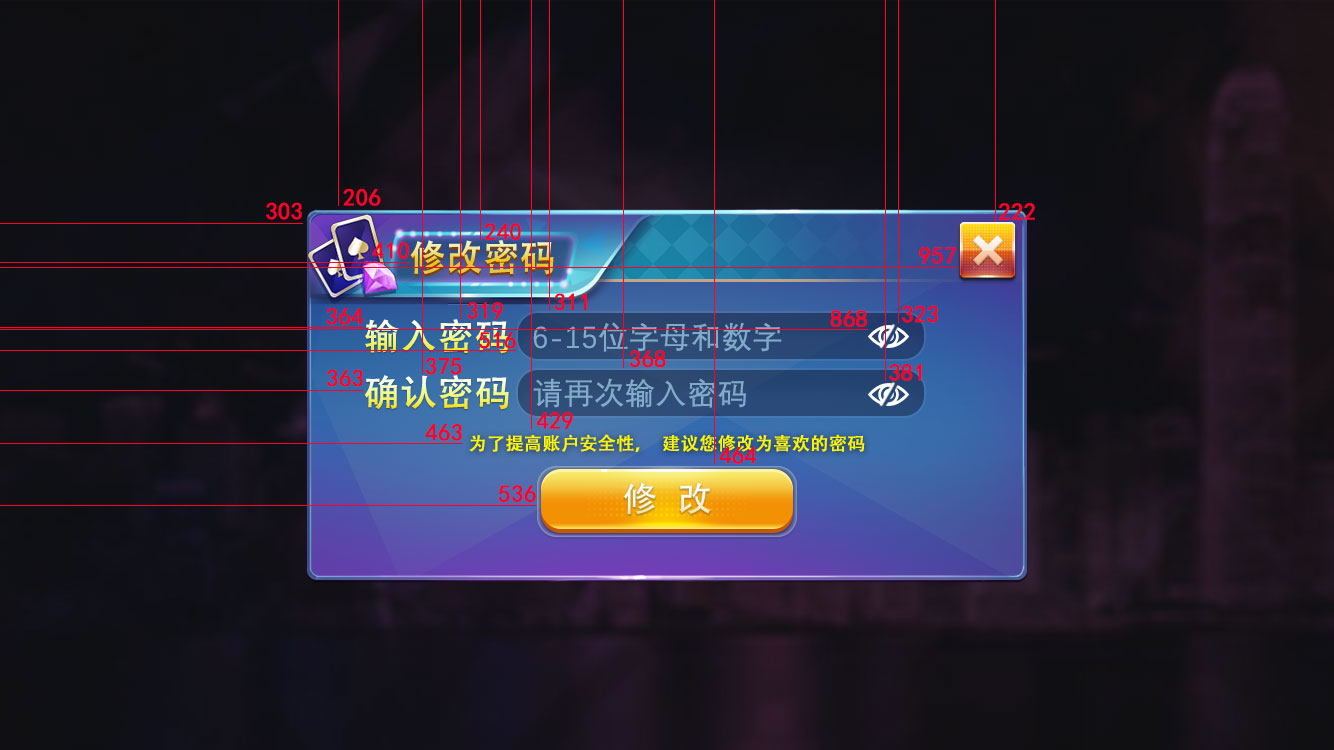 303 206 222
240
410 修改密码 957
319 311
364 输入密码 516 6-15位字母和数字 868 323
375 368
363 确认密码 请再次输入密码 381
429
463 为了提高账户安全性, 建议您修改为喜欢的密码
464
536 修 改